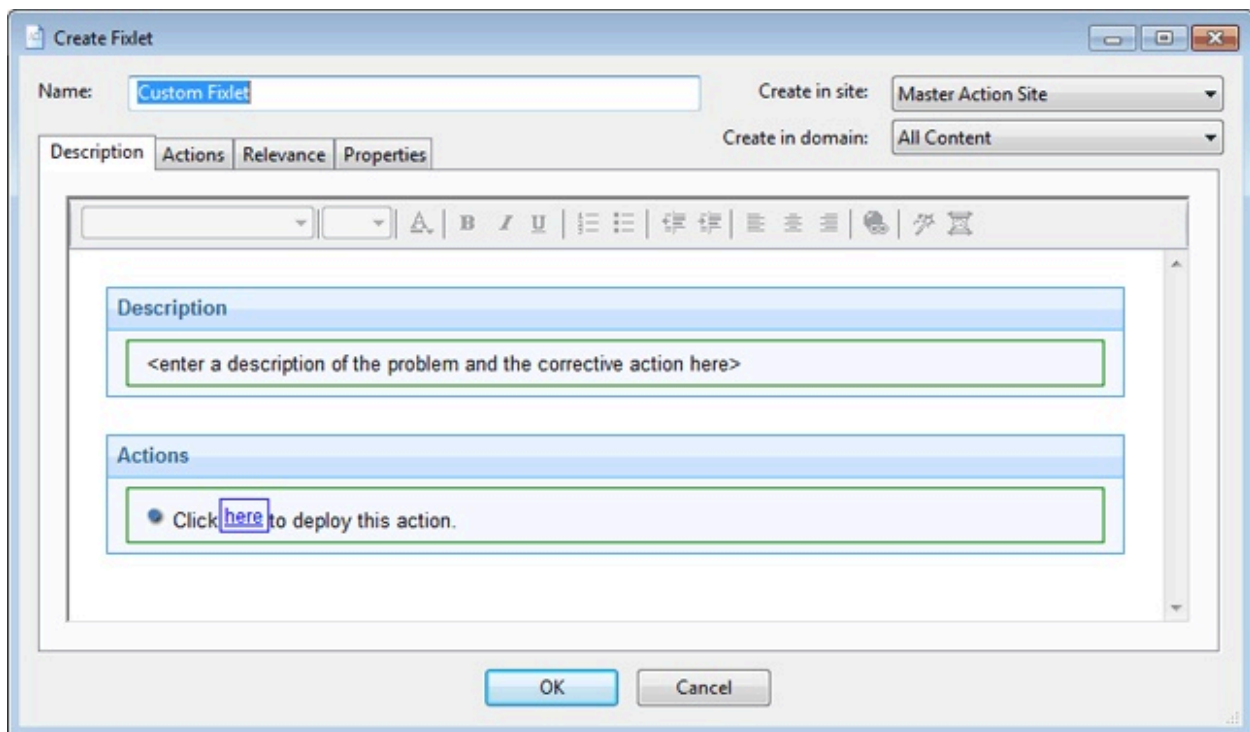 Create Fixlet
Name: Custom Fixlet Create in site: Master Action Site
Create in domain: All Content
Description Actions Relevance Properties
A B I U
Description
<enter a description of the problem and the corrective action here>
Actions
Click here to deploy this action.
OK Cancel